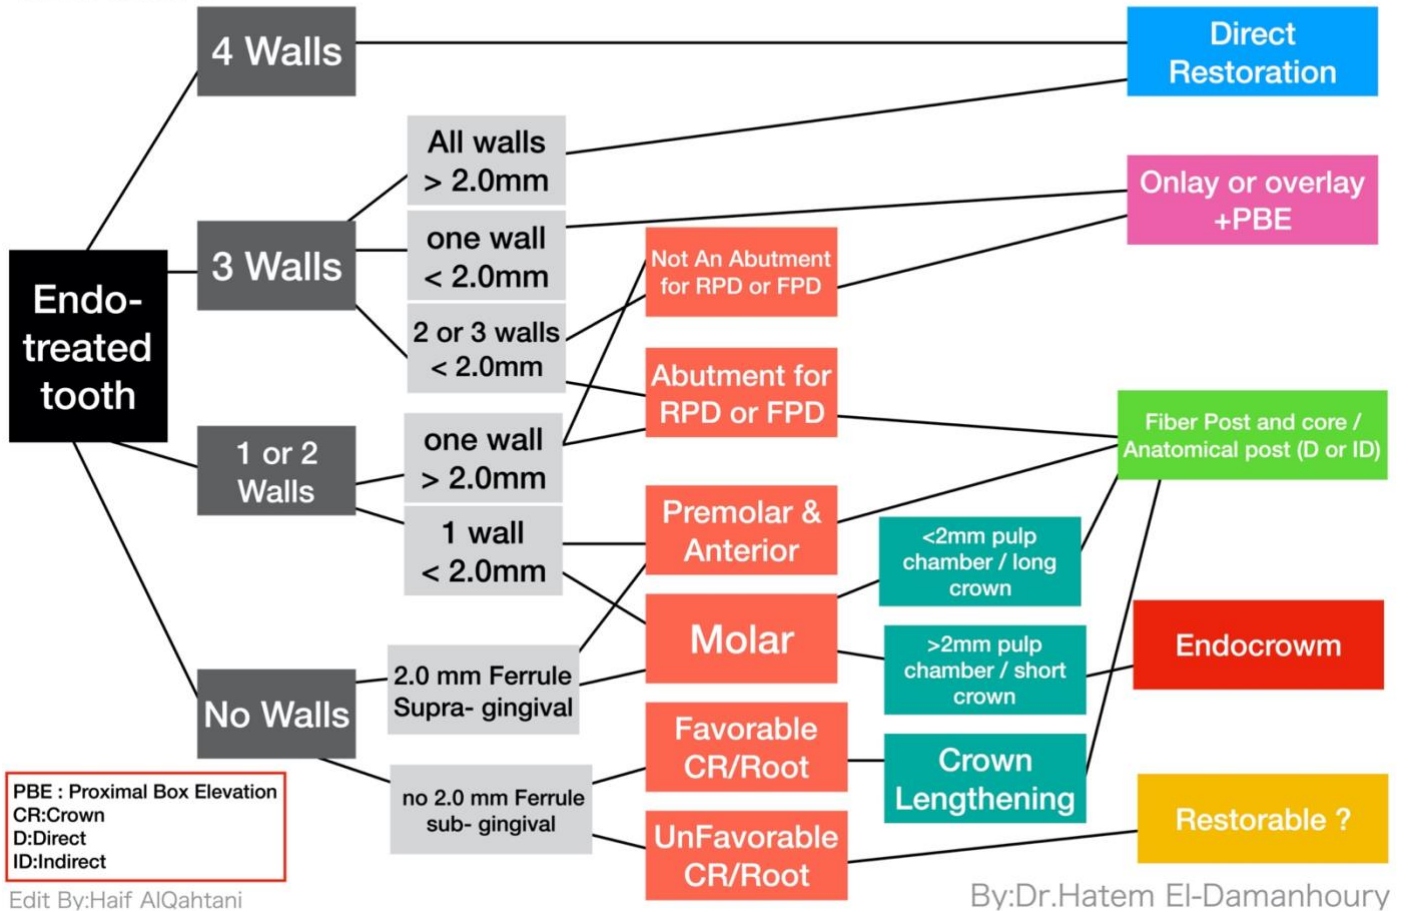 Endo-
treated
tooth
4 Walls
3 Walls
1 or 2
Walls
No Walls
All walls
> 2.0mm
one wall
< 2.0mm
2 or 3 walls
< 2.0mm
one wall
> 2.0mm
1 wall
< 2.0mm
2.0 mm Ferrule
Supra- gingival
no 2.0 mm Ferrule
sub- gingival
Not An Abutment
for RPD or FPD
Abutment for
RPD or FPD
Premolar &
Anterior
Molar
Favorable
CR/Root
UnFavorable
CR/Root
<2mm pulp
chamber / long
crown
>2mm pulp
chamber / short
crown
Crown
Lengthening
Direct
Restoration
Onlay or overlay
+PBE
Fiber Post and core /
Anatomical post (D or ID)
Endocrowm
Restorable ?
PBE : Proximal Box Elevation
CR:Crown
D:Direct
ID:Indirect
Edit By:Haif AlQahtani
By:Dr.Hatem El-Damanhoury